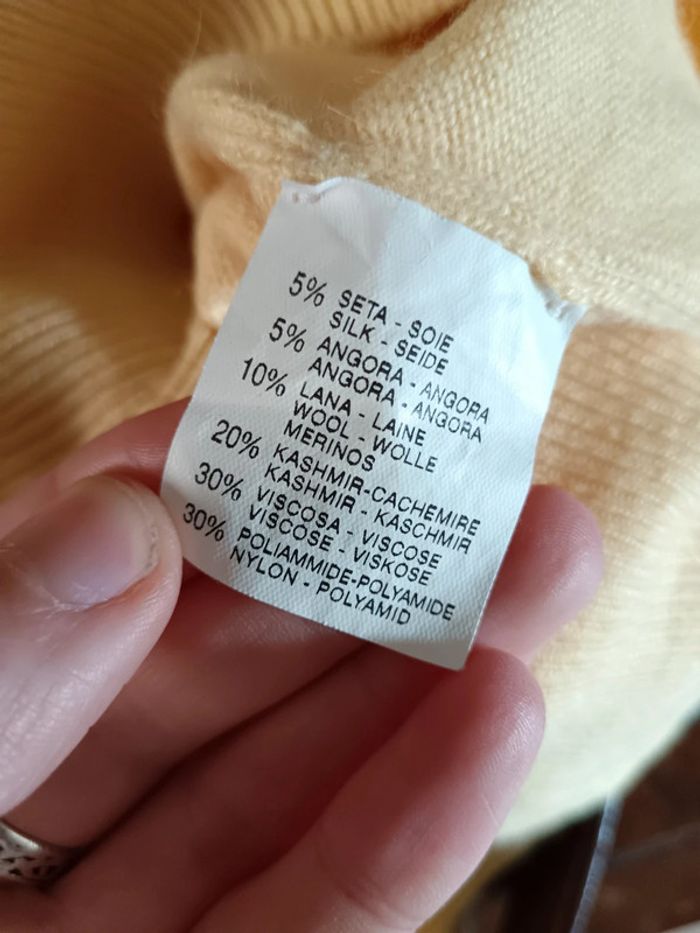 5% SETA - SOIE
SILK - SEIDE
5% ANGORA - ANGORA
ANGORA - ANGORA
10% LANA - LAINE
WOOL - WOLLE
MERINOS
20% KASHMIR-CACHEMIRE
KASHMIR - KASCHMIR
30% VISCOSA - VISCOSE
VISCOSE - VISKOSE
30% POLIAMMIDE-POLYAMIDE
NYLON - POLYAMID